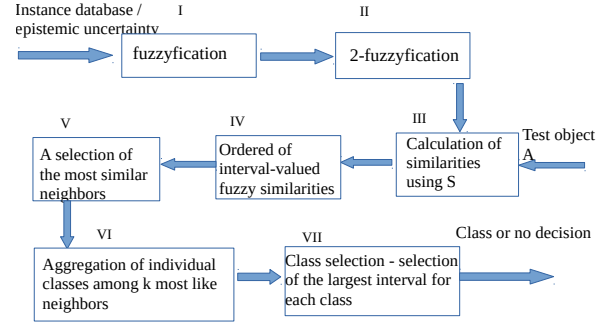 Instance database /
epistemic uncertainty
I
II
fuzzyfication
2-fuzzyfication
III
Calculation of
similarities
using S
Test object
A
IV
Ordered of
interval-valued
fuzzy similarities
V
A selection of
the most similar
neighbors
VI
Aggregation of individual
classes among k most like
neighbors
VII
Class selection - selection
of the largest interval for
each class
Class or no decision